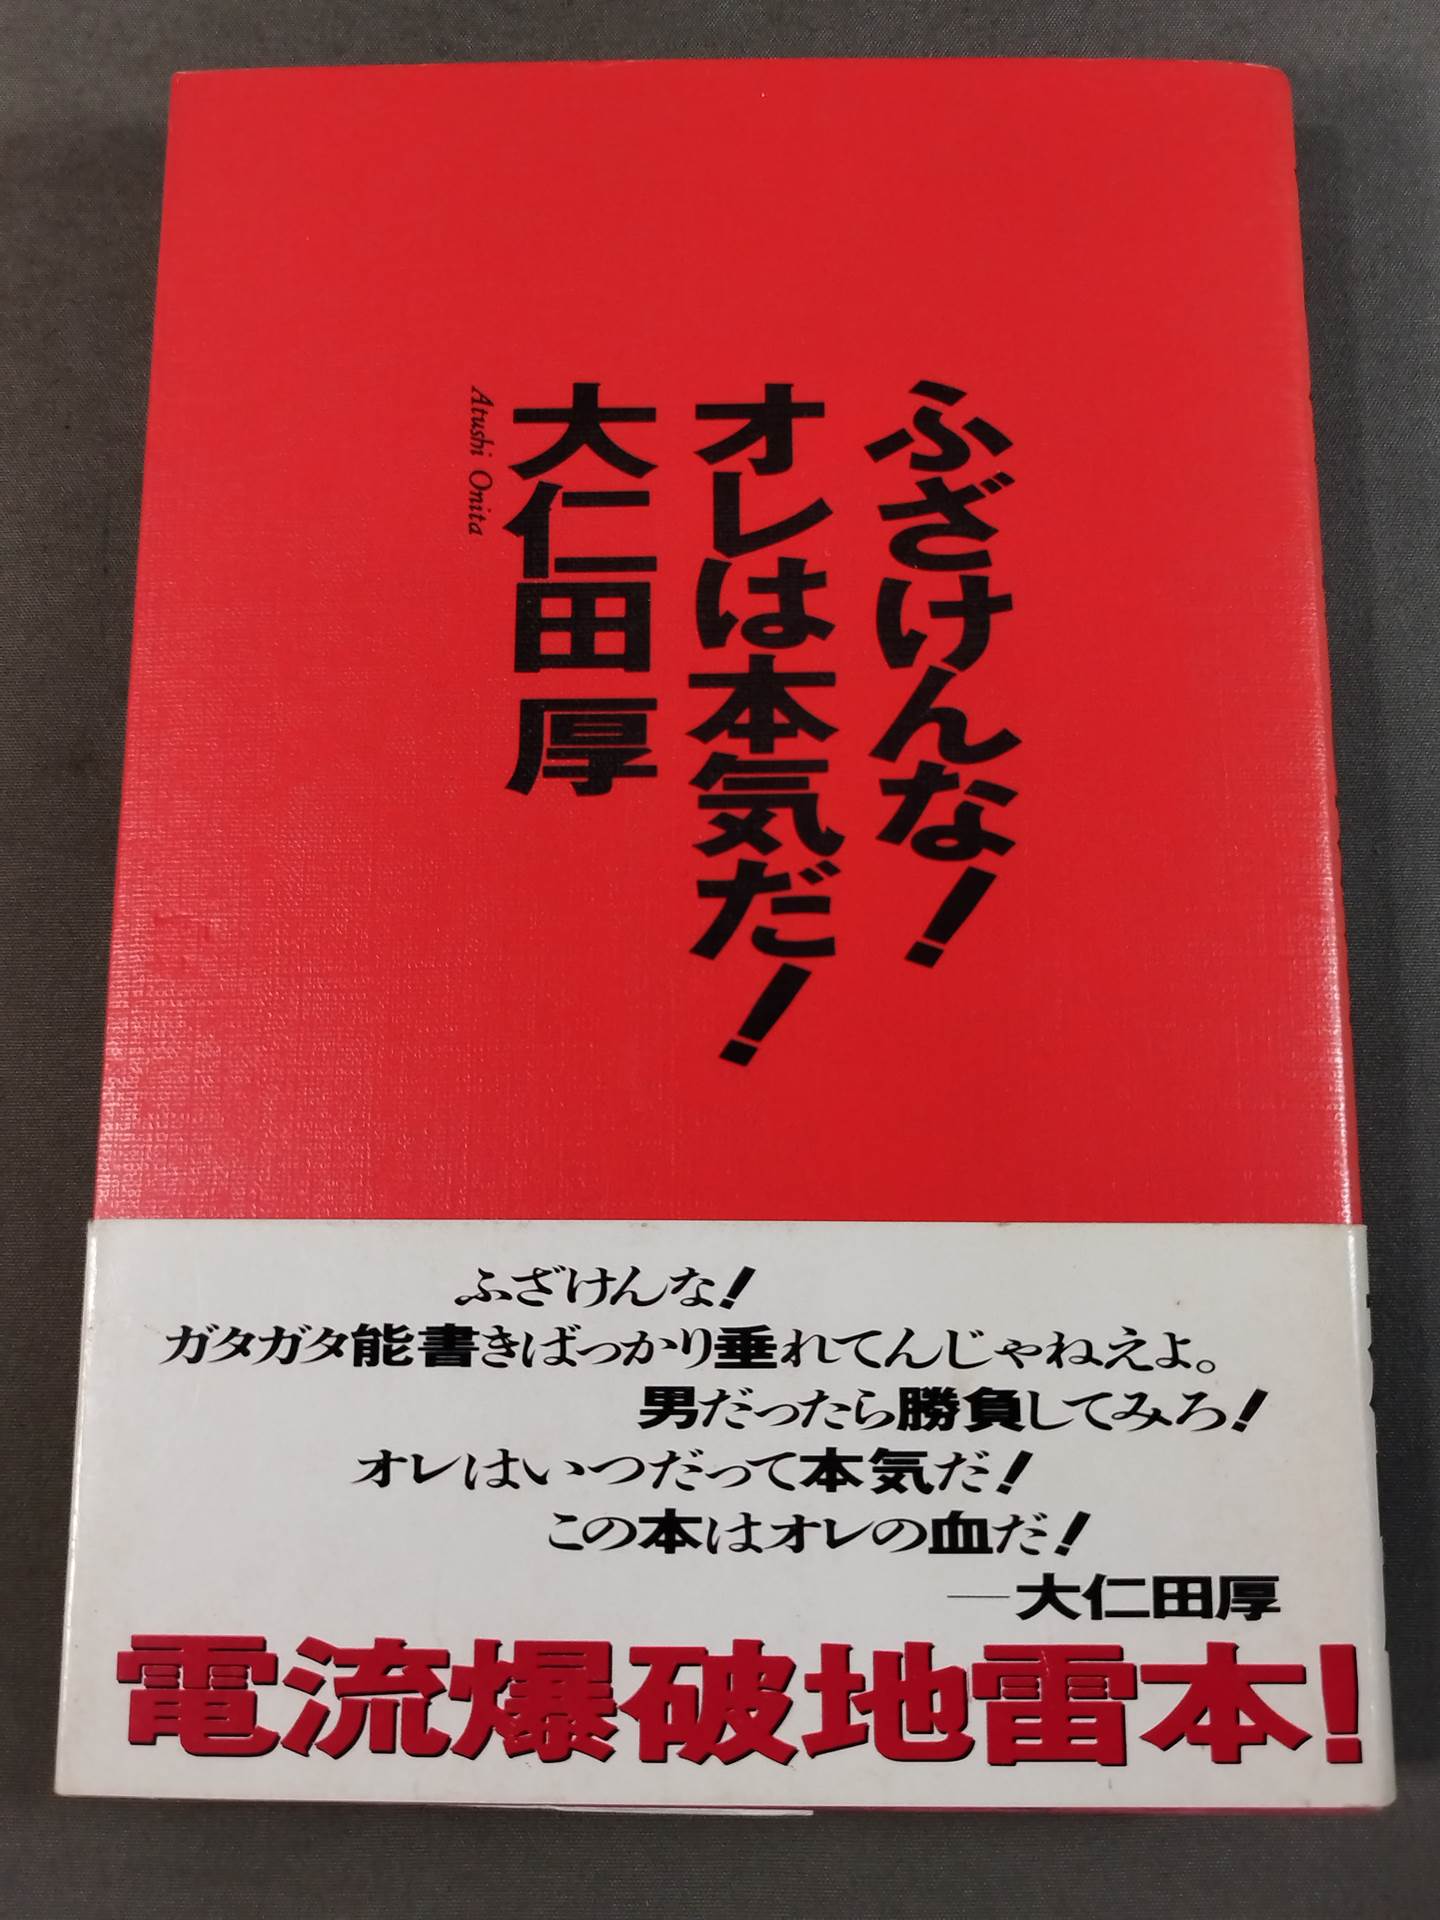 ふざけんな!
オレは本気だ!
大仁田厚
Atushi Onita
ふざけんな!
ガタガタ能書きばっかり垂れてんじゃねえよ。
男だったら勝負してみろ!
オレはいつだって本気だ!
この本はオレの血だ!
──大仁田厚
電流爆破地雷本!